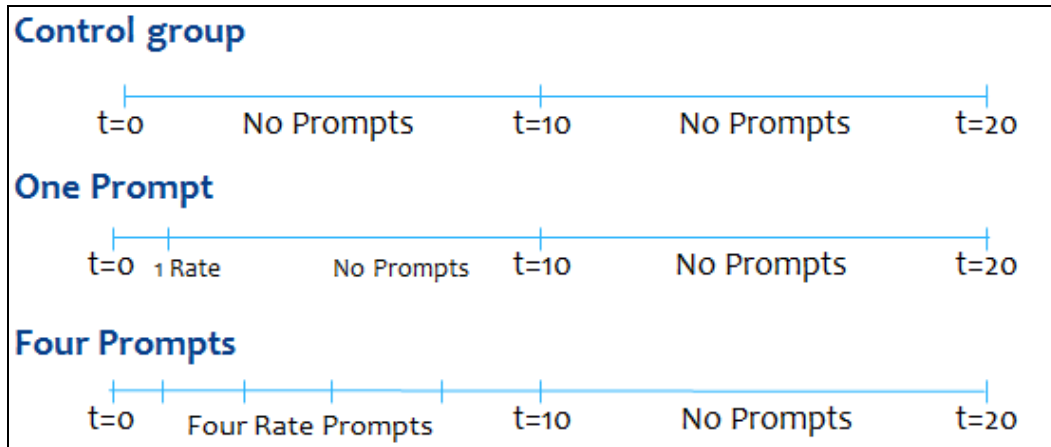 Control group
t=0 No Prompts t=10 No Prompts t=20
One Prompt
t=0 1 Rate No Prompts t=10 No Prompts t=20
Four Prompts
t=0 Four Rate Prompts t=10 No Prompts t=20